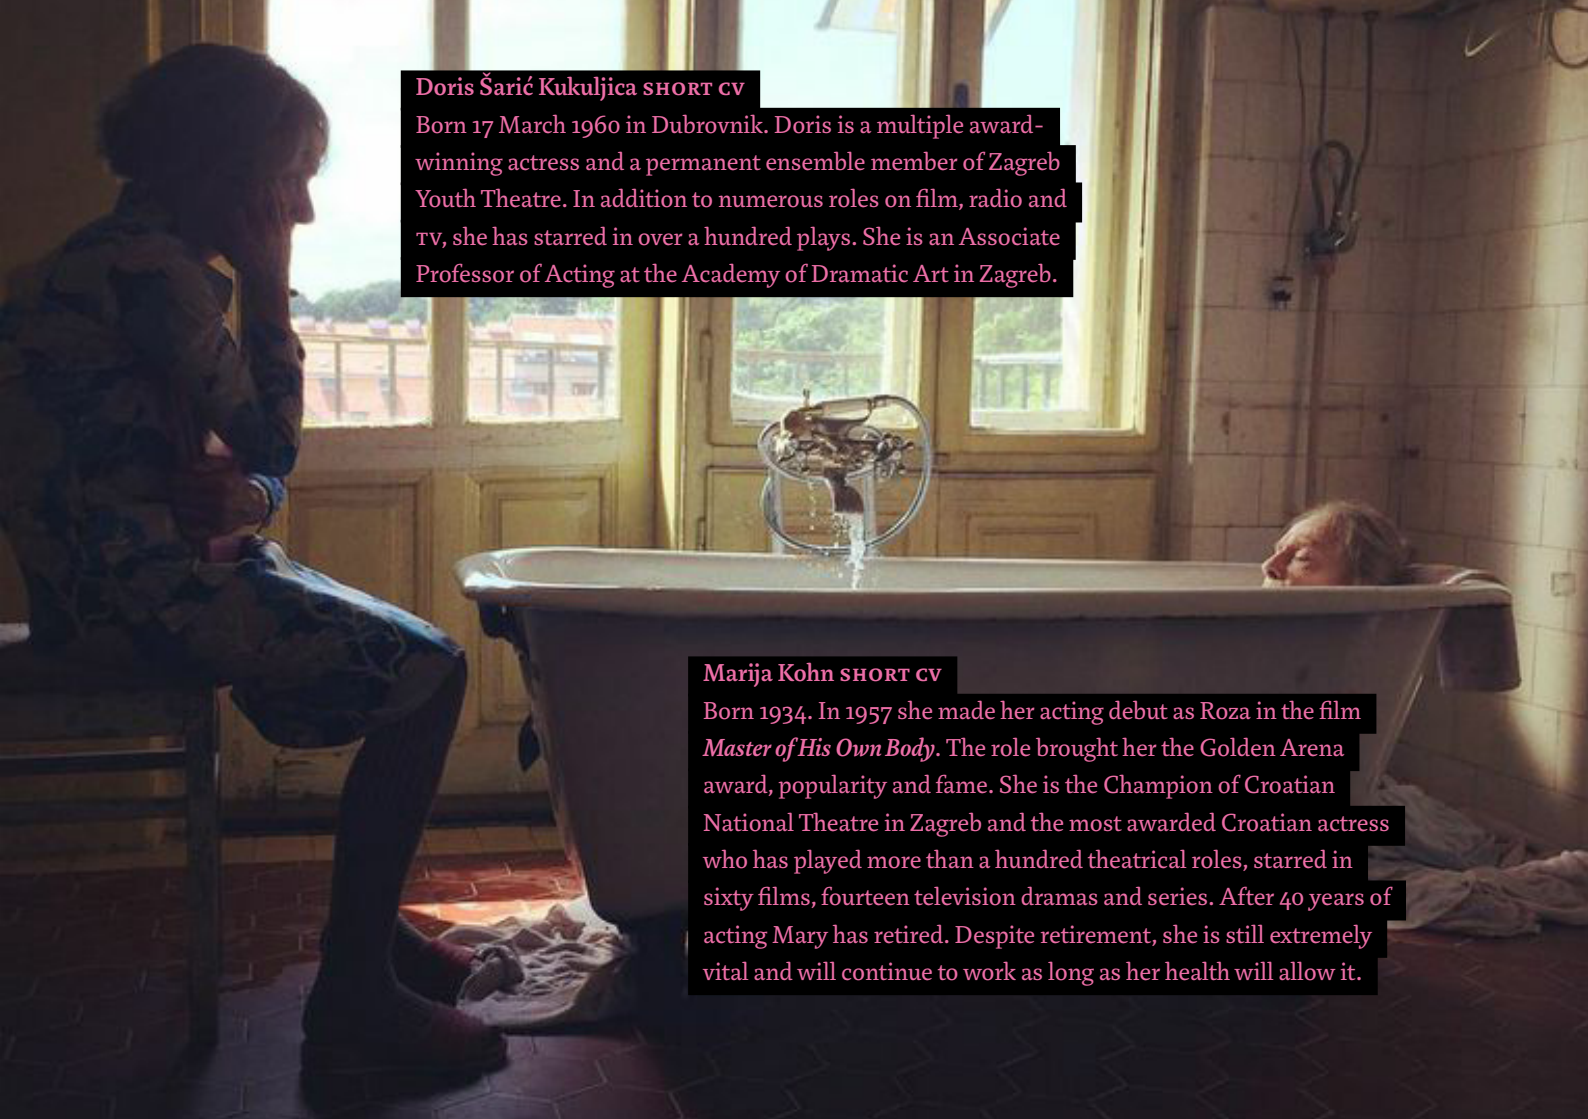 Doris Šarić Kukuljica SHORT CV
Born 17 March 1960 in Dubrovnik. Doris is a multiple award-
winning actress and a permanent ensemble member of Zagreb
Youth Theatre. In addition to numerous roles on film, radio and
TV, she has starred in over a hundred plays. She is an Associate
Professor of Acting at the Academy of Dramatic Art in Zagreb.
Marija Kohn SHORT CV
Born 1934. In 1957 she made her acting debut as Roza in the film
Master of His Own Body. The role brought her the Golden Arena
award, popularity and fame. She is the Champion of Croatian
National Theatre in Zagreb and the most awarded Croatian actress
who has played more than a hundred theatrical roles, starred in
sixty films, fourteen television dramas and series. After 40 years of
acting Mary has retired. Despite retirement, she is still extremely
vital and will continue to work as long as her health will allow it.